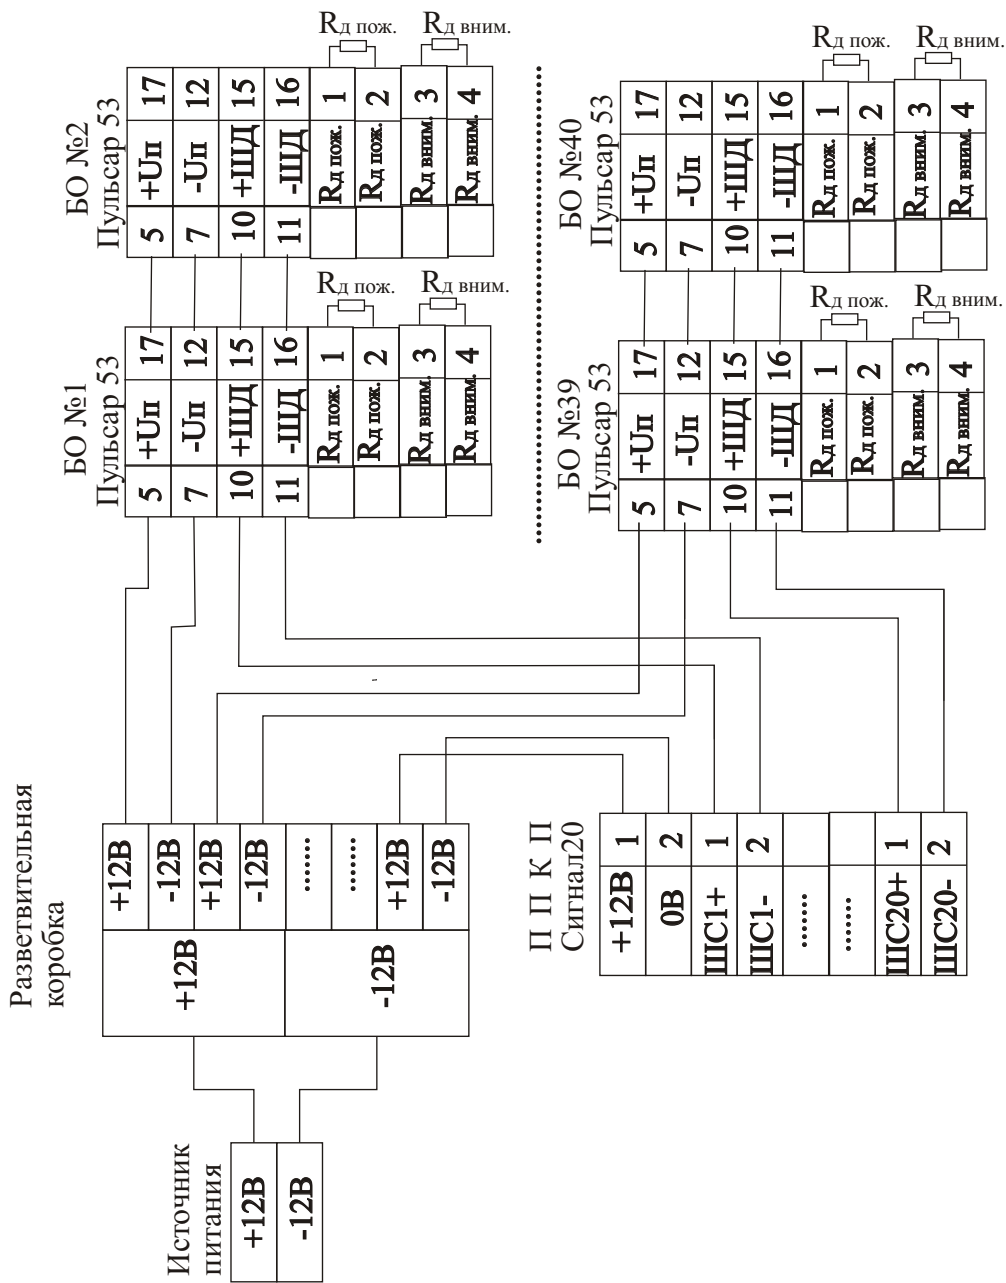 Источник
питания
+12В
-12В
Разветвительная
коробка
+12В
-12В
+12В
-12В
+12В
-12В
........
........
+12В
-12В
П П К П
Сигнал20
+12В 1
0В 2
ШС1+ 1
ШС1- 2
.......
........
ШС20+ 1
ШС20- 2
БО №1
Пульсар 53
5 +Uп 17
7 -Uп 12
10 +ШД 15
11 -ШД 16
Rд пож. 1
Rд пож. 2
Rд вним. 3
Rд вним. 4
Rд пож.
Rд вним.
БО №2
Пульсар 53
5 +Uп 17
7 -Uп 12
10 +ШД 15
11 -ШД 16
Rд пож. 1
Rд пож. 2
Rд вним. 3
Rд вним. 4
Rд пож.
Rд вним.
БО №39
Пульсар 53
5 +Uп 17
7 -Uп 12
10 +ШД 15
11 -ШД 16
Rд пож. 1
Rд пож. 2
Rд вним. 3
Rд вним. 4
Rд пож.
Rд вним.
БО №40
Пульсар 53
5 +Uп 17
7 -Uп 12
10 +ШД 15
11 -ШД 16
Rд пож. 1
Rд пож. 2
Rд вним. 3
Rд вним. 4
Rд пож.
Rд вним.